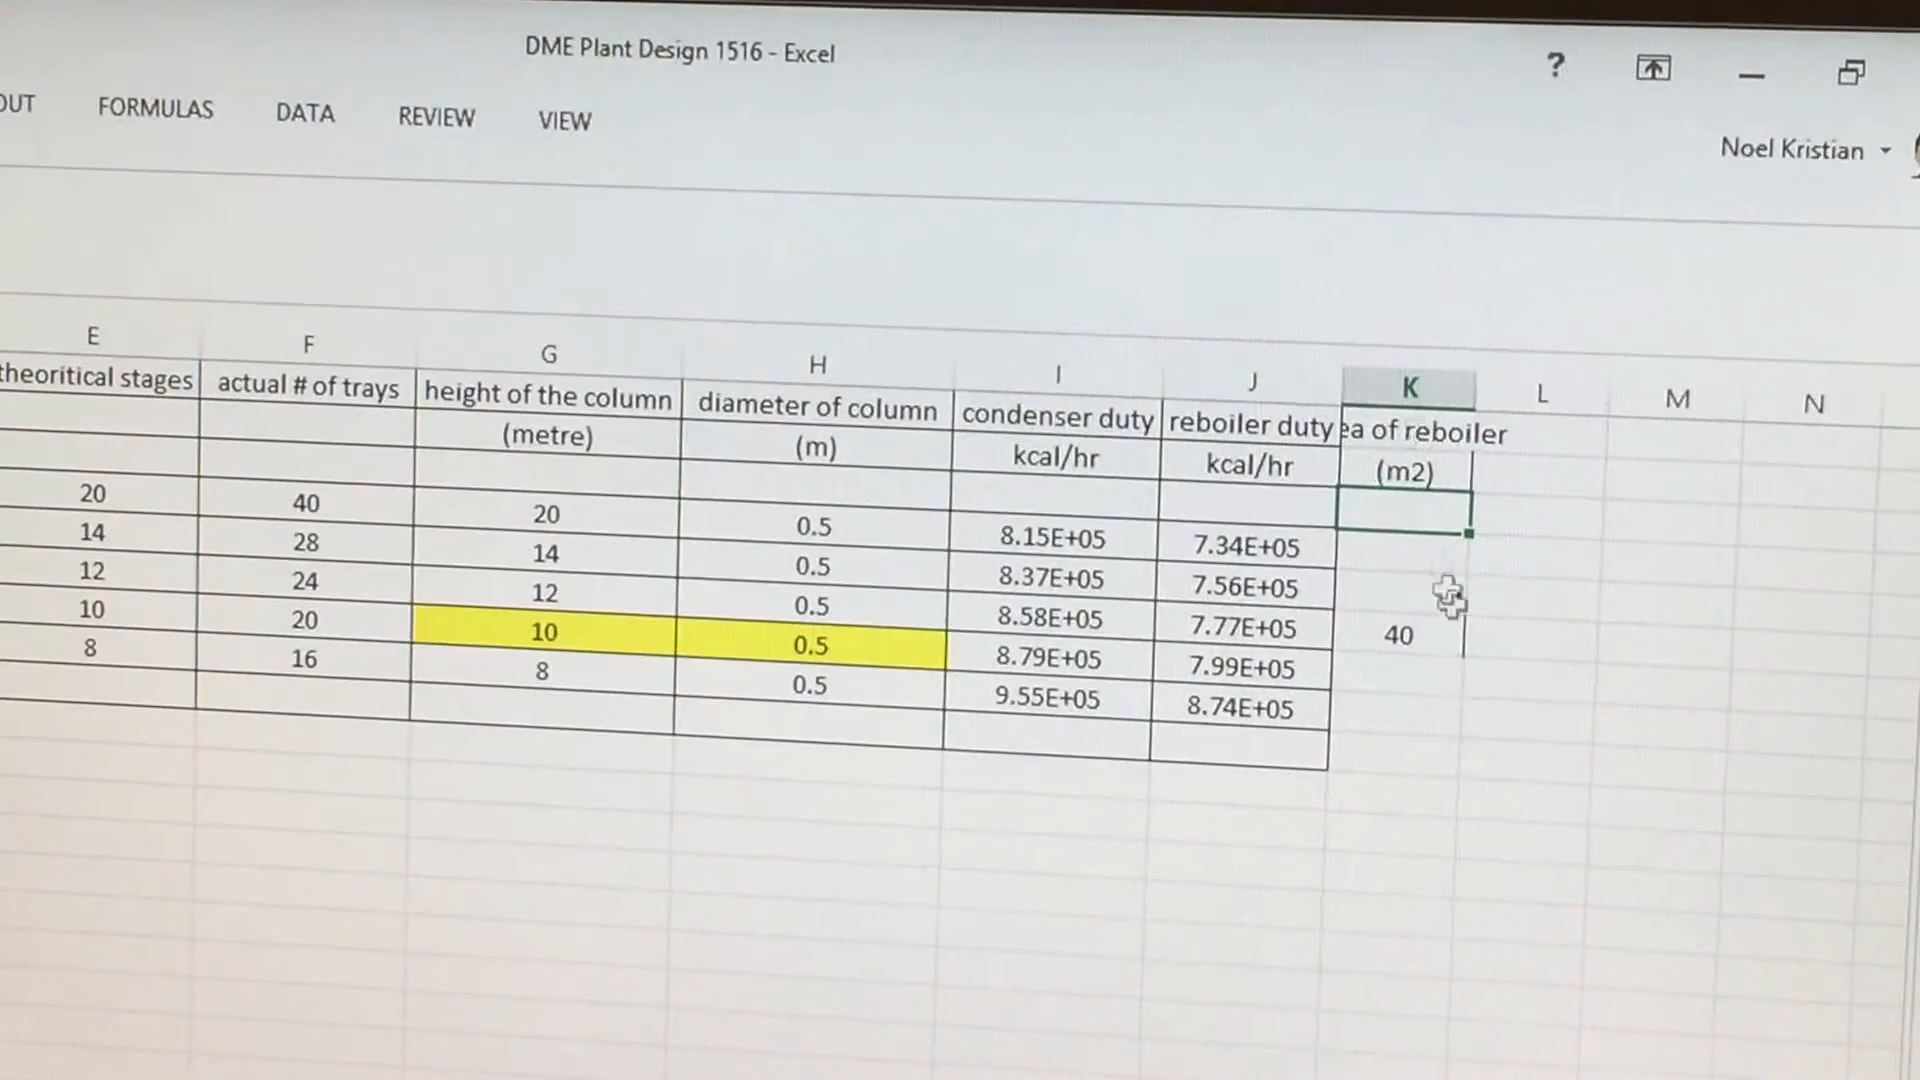 DME Plant Design 1516 - Excel
?
OUT FORMULAS DATA REVIEW VIEW
Noel Kristian
E F G H I J K L M N
theoritical stages actual # of trays height of the column diameter of column condenser duty reboiler duty ea of reboiler
(metre) (m) kcal/hr kcal/hr (m2)
20 40 20 0.5 8.15E+05 7.34E+05
14 28 14 0.5 8.37E+05 7.56E+05
12 24 12 0.5 8.58E+05 7.77E+05
10 20 10 0.5 8.79E+05 7.99E+05 40
8 16 8 0.5 9.55E+05 8.74E+05